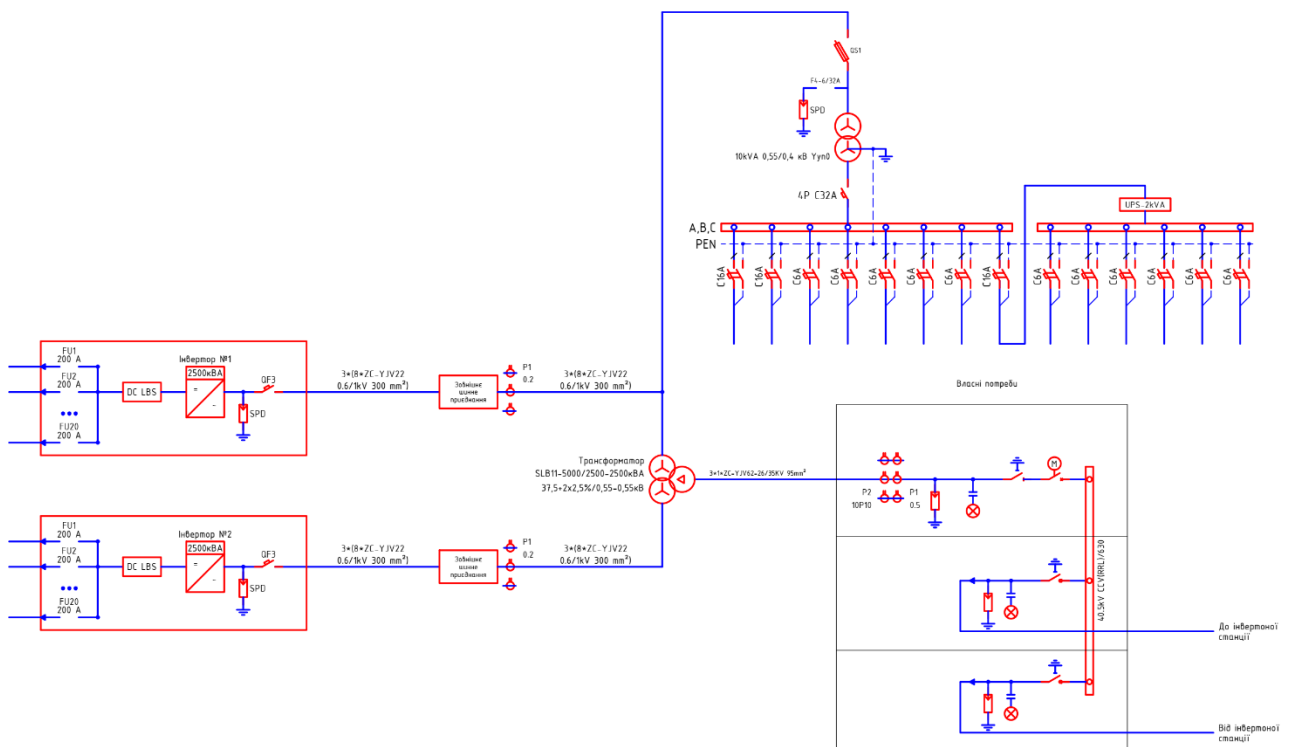 QS1
F4-6/32A
SPD
10kVA 0,55/0,4 кВ Yyn0
4P C32A
UPS-2kVA
A,B,C
PEN
C16A
C16A
C6A
C6A
C6A
C6A
C6A
C16A
C6A
C6A
C6A
C6A
C6A
C6A
FU1
200 A
FU2
200 A
FU20
200 A
DC LBS
Інвертор №1
2500кВА
QF3
SPD
3*(8*ZC-YJV22
0.6/1kV 300 mm²)
Зовнішнє
шинне
приєднання
P1
0.2
3*(8*ZC-YJV22
0.6/1kV 300 mm²)
Власні потреби
Трансформатор
SLB11-5000/2500-2500кВА
37,5+2x2,5%/0,55-0,55кВ
3*1*ZC-YJV62-26/35KV 95mm²
P2
10P10
P1
0.5
M
40.5kV CCV(RRL)/630
FU1
200 A
FU2
200 A
FU20
200 A
DC LBS
Інвертор №2
2500кВА
QF3
SPD
3*(8*ZC-YJV22
0.6/1kV 300 mm²)
Зовнішнє
шинне
приєднання
P1
0.2
3*(8*ZC-YJV22
0.6/1kV 300 mm²)
До інвертоної
станції
Від інвертоної
станції